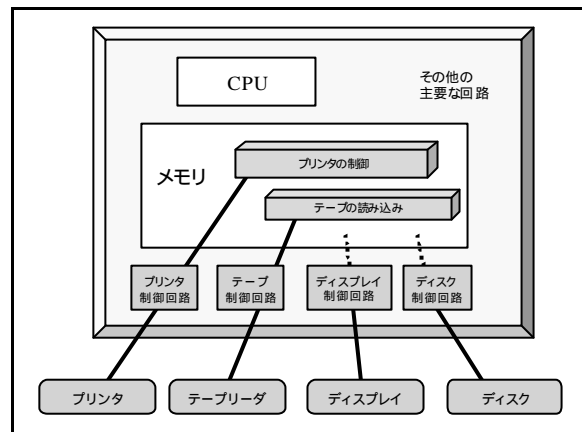 CPU
その他の
主要な回路
メモリ
プリンタの制御
テープの読み込み
プリンタ
制御回路
テープ
制御回路
ディスプレイ
制御回路
ディスク
制御回路
プリンタ
テープリーダ
ディスプレイ
ディスク